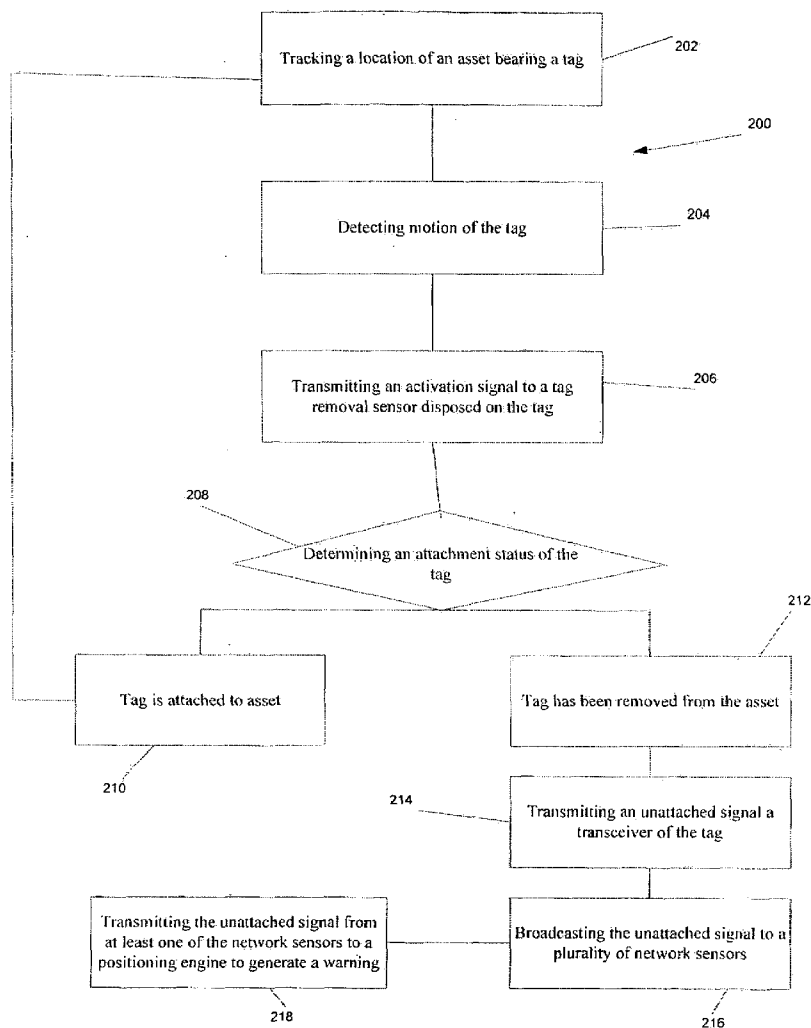 Tracking a location of an asset bearing a tag
202
200
Detecting motion of the tag
204
Transmitting an activation signal to a tag
removal sensor disposed on the tag
206
208
Determining an attachment status of the
tag
212
Tag is attached to asset
Tag has been removed from the asset
210
214
Transmitting an unattached signal a
transceiver of the tag
Transmitting the unattached signal from
at least one of the network sensors to a
positioning engine to generate a warning
Broadcasting the unattached signal to a
plurality of network sensors
218
216